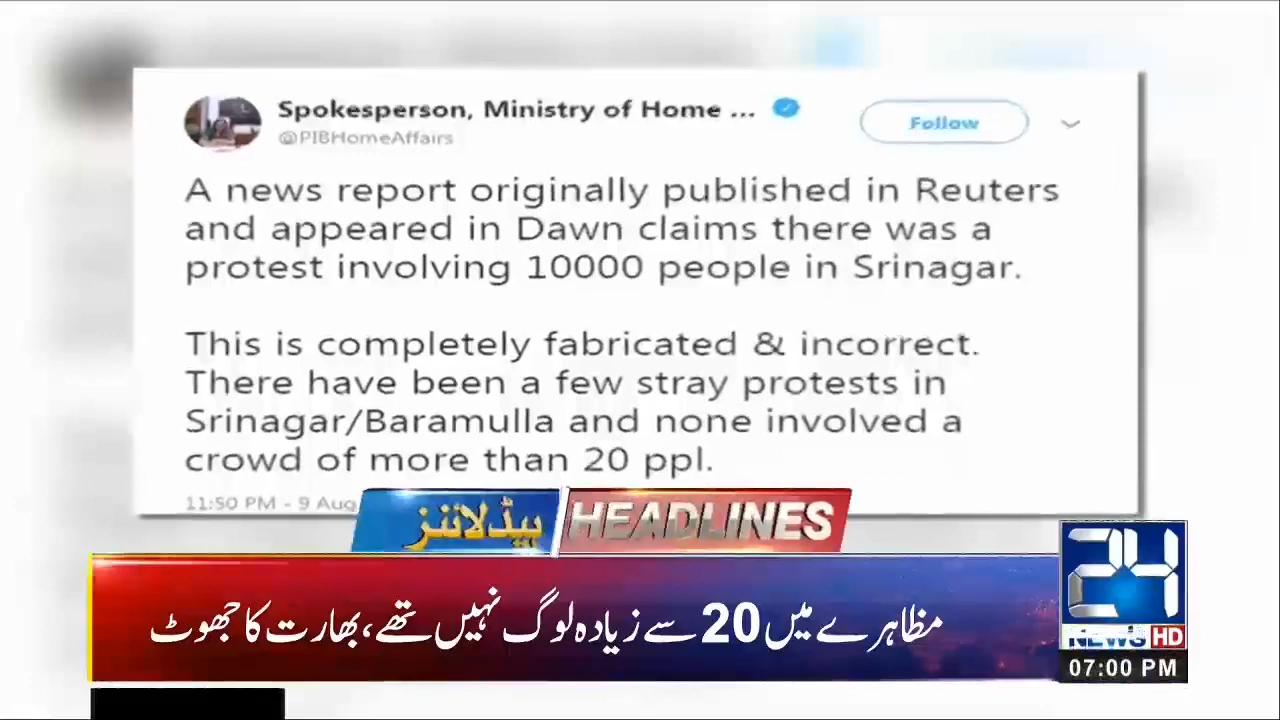 Spokesperson, Ministry of Home ...
@PIBHomeAffairs
Follow
A news report originally published in Reuters
and appeared in Dawn claims there was a
protest involving 10000 people in Srinagar.
This is completely fabricated & incorrect.
There have been a few stray protests in
Srinagar/Baramulla and none involved a
crowd of more than 20 ppl.
11:50 PM - 9 Aug
ہیڈلائنز HEADLINES
مظاہرے میں 20 سے زیادہ لوگ نہیں تھے، بھارت کا جھوٹ
24
NEWS HD
07:00 PM